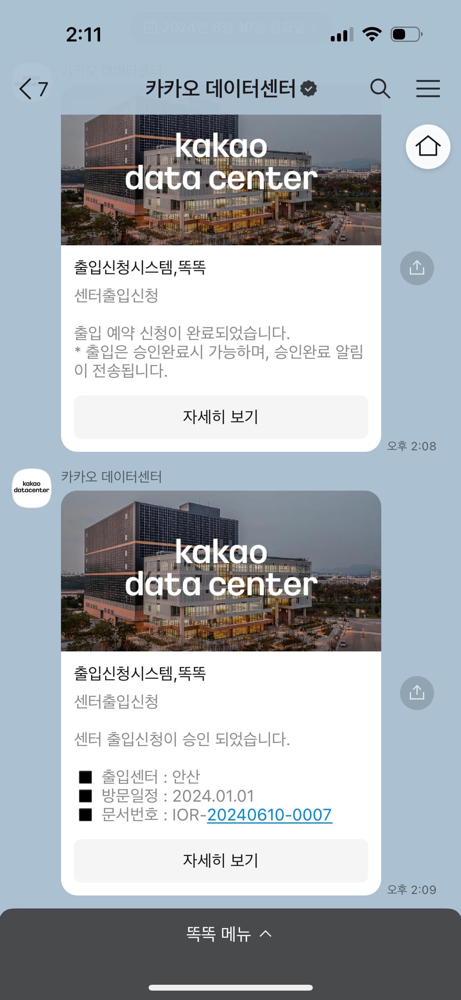 2:11
2024년 6월 10일 월요일 >
카카오 데이터센터
7
카카오 데이터센터
kakao
data center
출입신청시스템,똑똑
센터출입신청
출입 예약 신청이 완료되었습니다.
* 출입은 승인완료시 가능하며, 승인완료 알림
이 전송됩니다.
자세히 보기
오후 2:08
kakao
datacenter
카카오 데이터센터
kakao
data center
출입신청시스템,똑똑
센터출입신청
센터 출입신청이 승인 되었습니다.
■ 출입센터 : 안산
■ 방문일정 : 2024.01.01
■ 문서번호 : IOR-20240610-0007
자세히 보기
오후 2:09
똑똑 메뉴